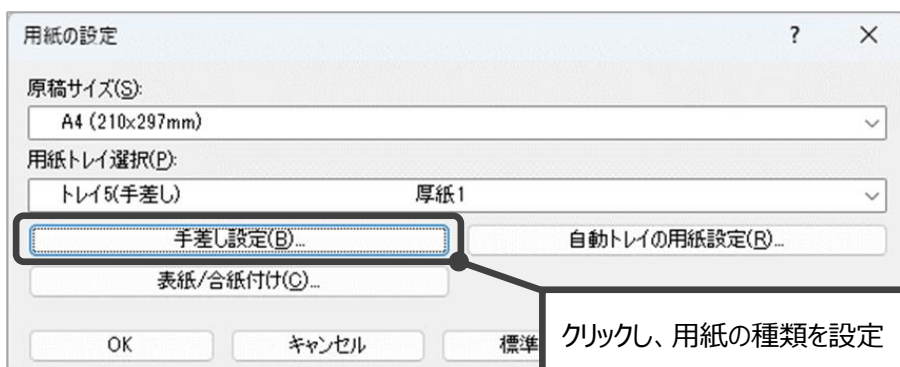 用紙の設定 ? ×
原稿サイズ(S):
A4 (210×297mm)
用紙トレイ選択(P):
トレイ5(手差し) 厚紙1
手差し設定(B)... 自動トレイの用紙設定(R)...
表紙/合紙付け(C)...
OK キャンセル 標準
クリックし、用紙の種類を設定